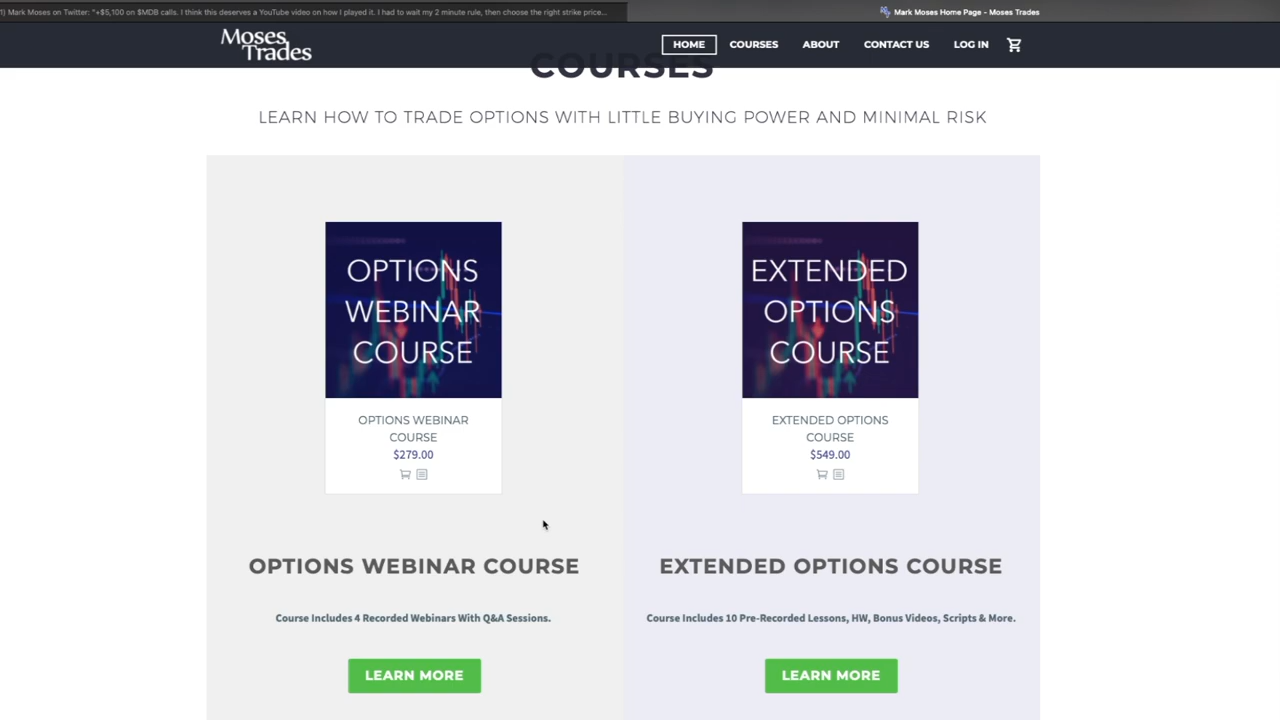 1) Mark Moses on Twitter: "+$5,100 on $MDB calls. I think this deserves a YouTube video on how I played it. I had to wait my 2 minute rule, then choose the right strike price...
Mark Moses Home Page - Moses Trades
Moses
Trades
HOME COURSES ABOUT CONTACT US LOG IN
COURSES
LEARN HOW TO TRADE OPTIONS WITH LITTLE BUYING POWER AND MINIMAL RISK
OPTIONS
WEBINAR
COURSE
OPTIONS WEBINAR
COURSE
$279.00
EXTENDED
OPTIONS
COURSE
EXTENDED OPTIONS
COURSE
$549.00
OPTIONS WEBINAR COURSE
Course Includes 4 Recorded Webinars With Q&A Sessions.
LEARN MORE
EXTENDED OPTIONS COURSE
Course Includes 10 Pre-Recorded Lessons, HW, Bonus Videos, Scripts & More.
LEARN MORE